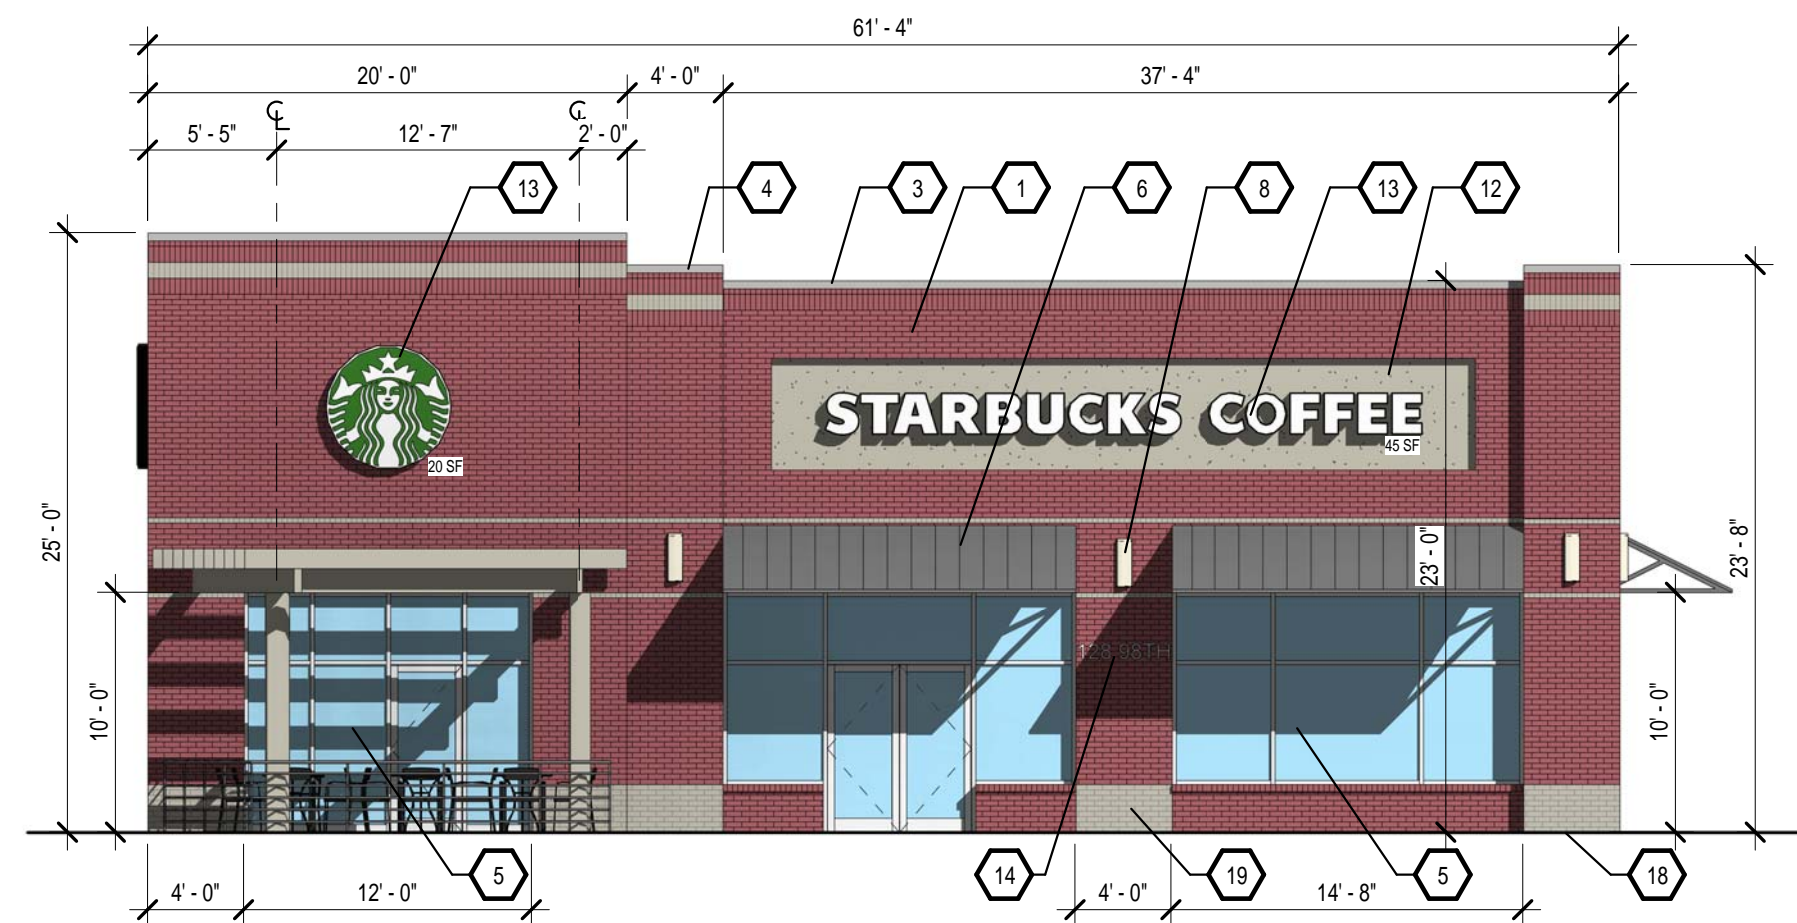 61' - 4"
20' - 0"
4' - 0"
37' - 4"
5' - 5"
12' - 7"
2' - 0"
13
4
3
1
6
8
13
12
STARBUCKS COFFEE
20 SF
45 SF
25' - 0"
23' - 0"
23' - 8"
128 98TH
10' - 0"
10' - 0"
5
14
19
5
18
4' - 0"
12' - 0"
4' - 0"
14' - 8"